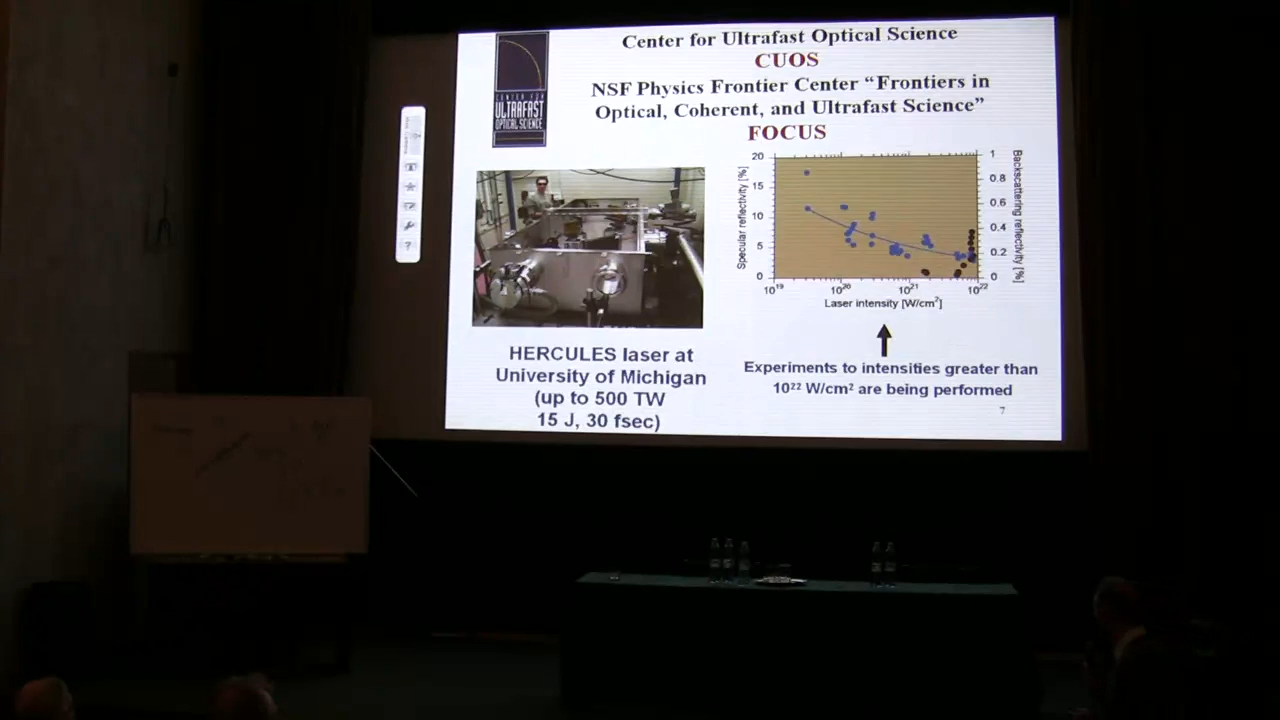 Center for Ultrafast Optical Science
CUOS
NSF Physics Frontier Center “Frontiers in
Optical, Coherent, and Ultrafast Science”
FOCUS
CENTER FOR
ULTRAFAST
OPTICAL SCIENCE
20
15
10
5
0
Specular reflectivity [%]
1
0.8
0.6
0.4
0.2
0
Backscattering reflectivity [%]
10¹⁹
10²⁰
10²¹
10²²
Laser intensity [W/cm²]
HERCULES laser at
University of Michigan
(up to 500 TW
15 J, 30 fsec)
Experiments to intensities greater than
10²² W/cm² are being performed
7
?